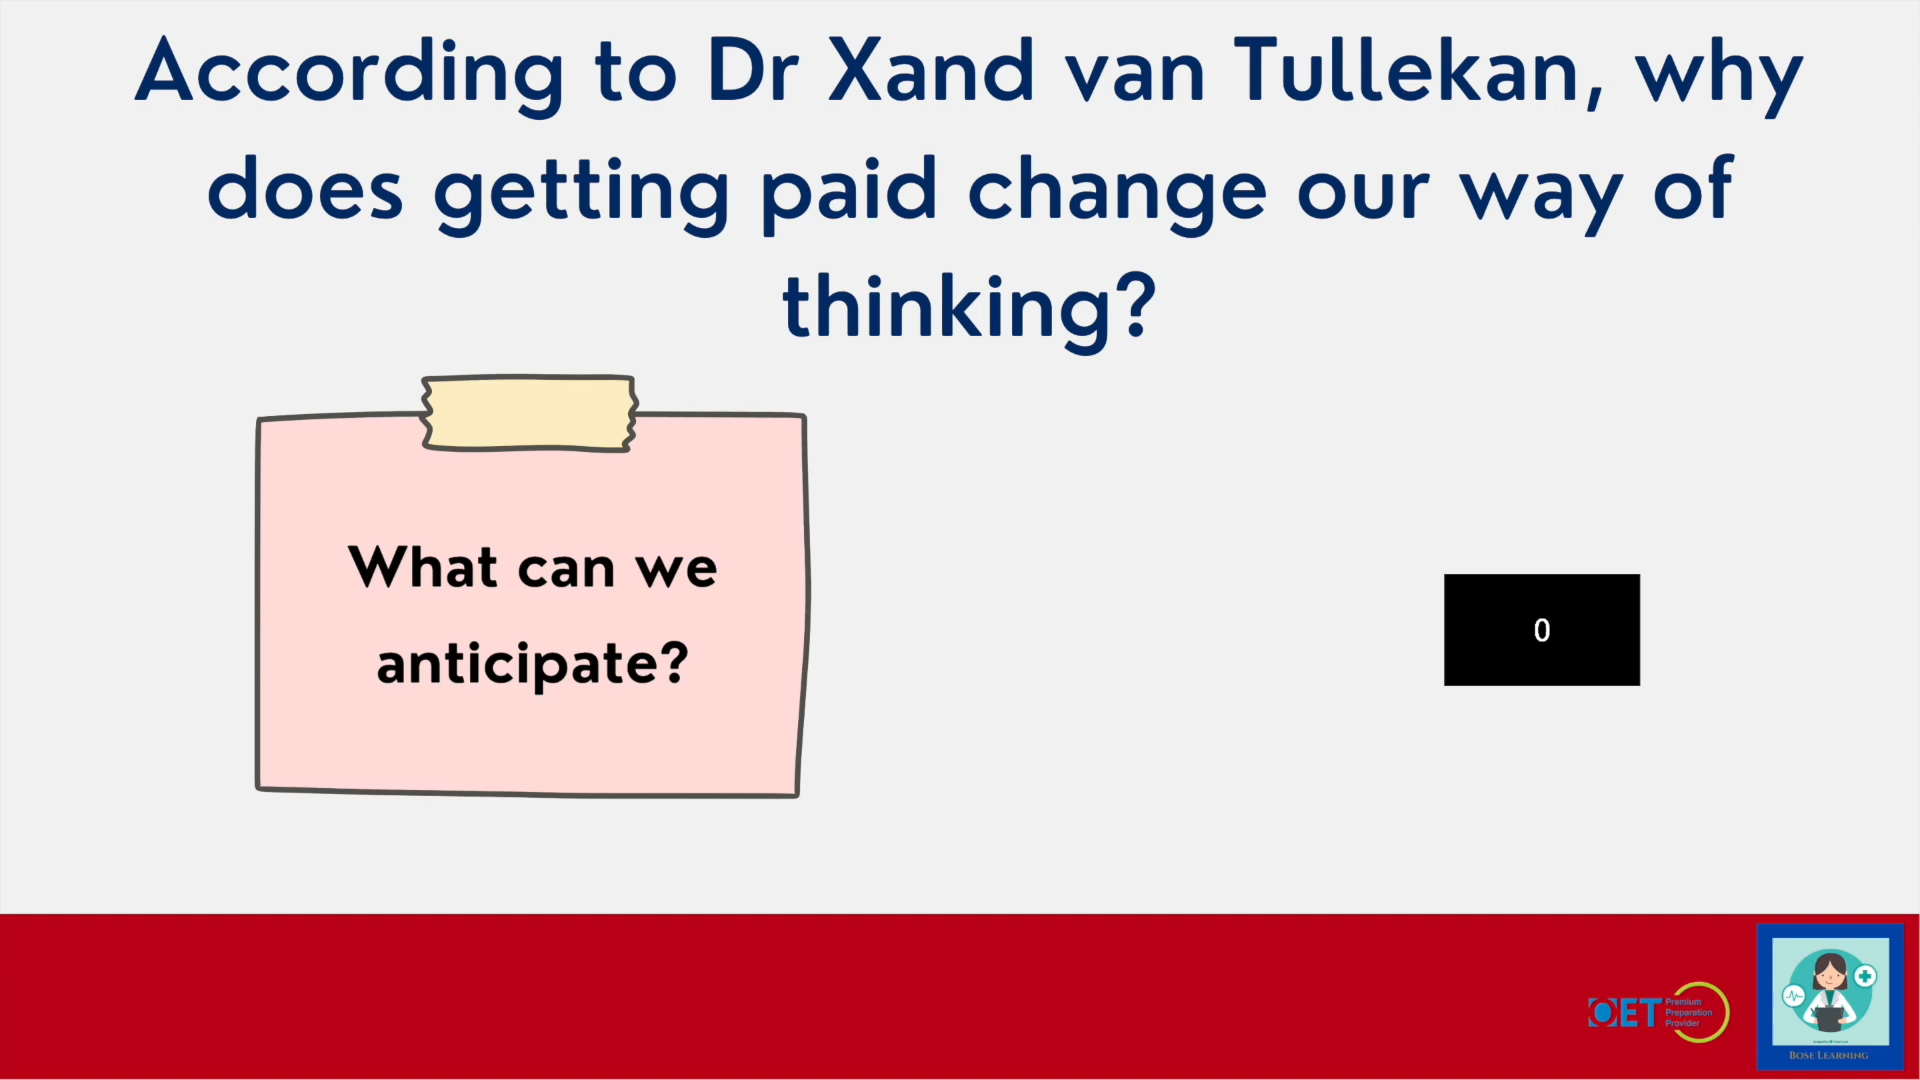 According to Dr Xand van Tullekan, why
does getting paid change our way of
thinking?
What can we
anticipate?
0
OET Premium
Preparation
Provider
BOSE LEARNING